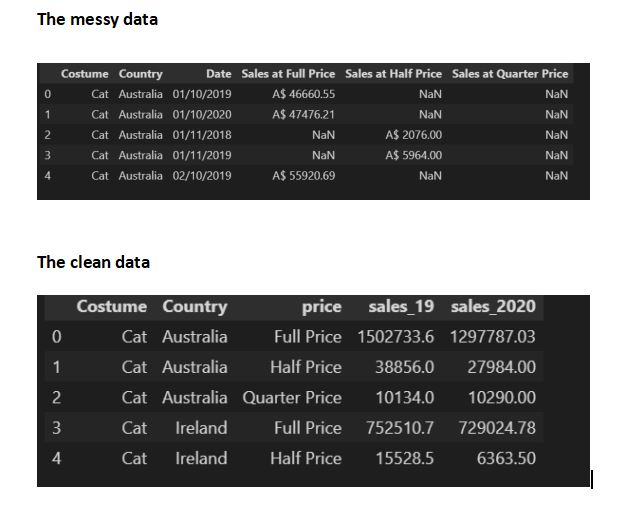 The messy data
Costume Country Date Sales at Full Price Sales at Half Price Sales at Quarter Price
0 Cat Australia 01/10/2019 A$ 46660.55 NaN NaN
1 Cat Australia 01/10/2020 A$ 47476.21 NaN NaN
2 Cat Australia 01/11/2018 NaN A$ 2076.00 NaN
3 Cat Australia 01/11/2019 NaN A$ 5964.00 NaN
4 Cat Australia 02/10/2019 A$ 55920.69 NaN NaN
The clean data
Costume Country price sales_19 sales_2020
0 Cat Australia Full Price 1502733.6 1297787.03
1 Cat Australia Half Price 38856.0 27984.00
2 Cat Australia Quarter Price 10134.0 10290.00
3 Cat Ireland Full Price 752510.7 729024.78
4 Cat Ireland Half Price 15528.5 6363.50